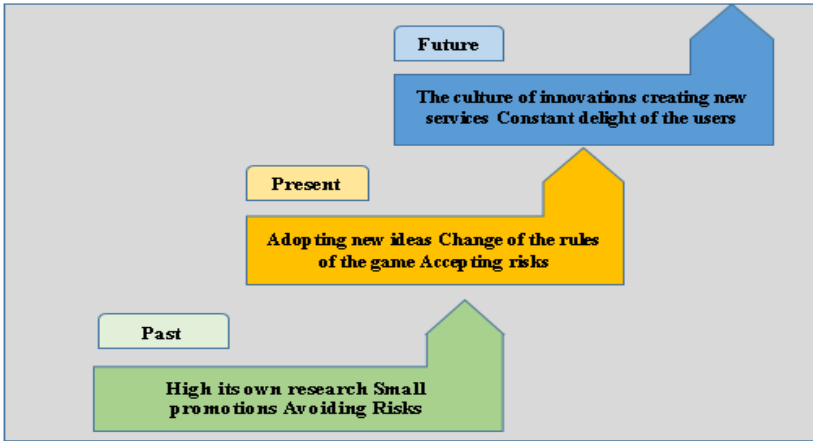 Future
The culture of innovations creating new
services Constant delight of the users
Present
Adopting new ideas Change of the rules
of the game Accepting risks
Past
High its own research Small
promotions Avoiding Risks